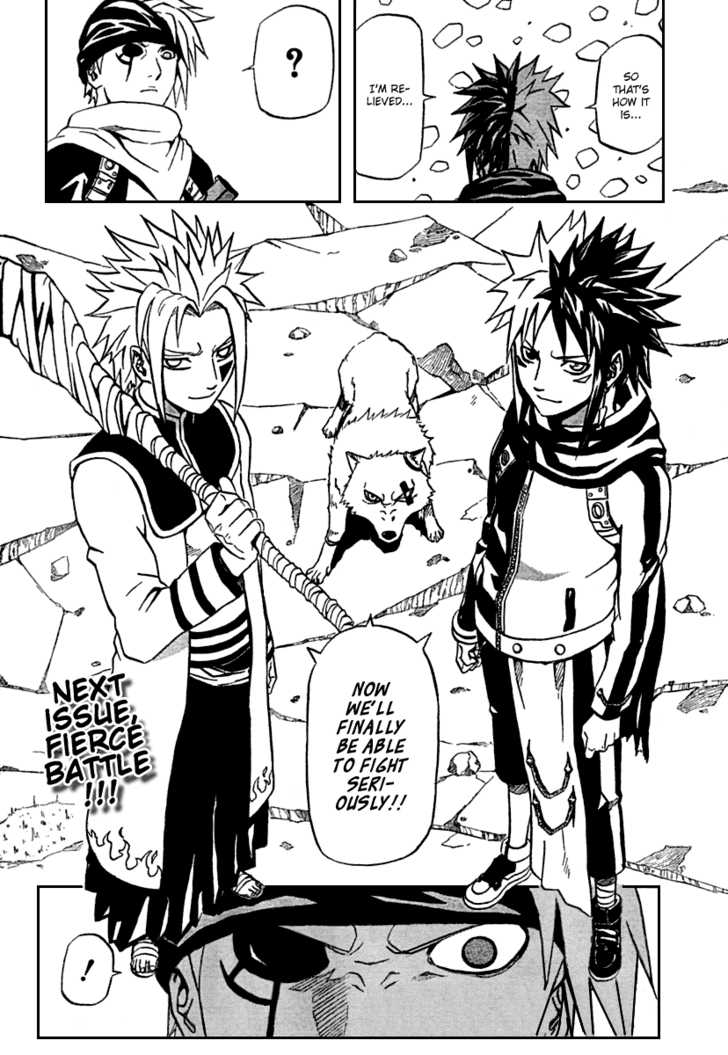 SO
THAT'S
HOW IT
IS...
I'M RE-
LIEVED...
?
NOW
WE'LL
FINALLY
BE ABLE
TO FIGHT
SERI-
OUSLY!!
NEXT
ISSUE,
FIERCE
BATTLE
!!!
!